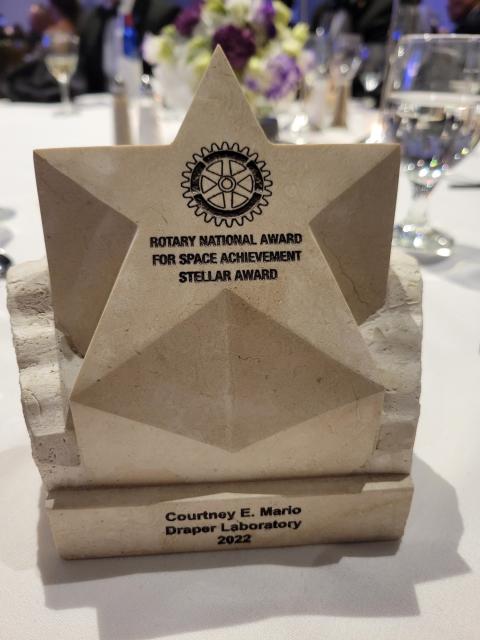 ROTARY NATIONAL AWARD
FOR SPACE ACHIEVEMENT
STELLAR AWARD
Courtney E. Mario
Draper Laboratory
2022